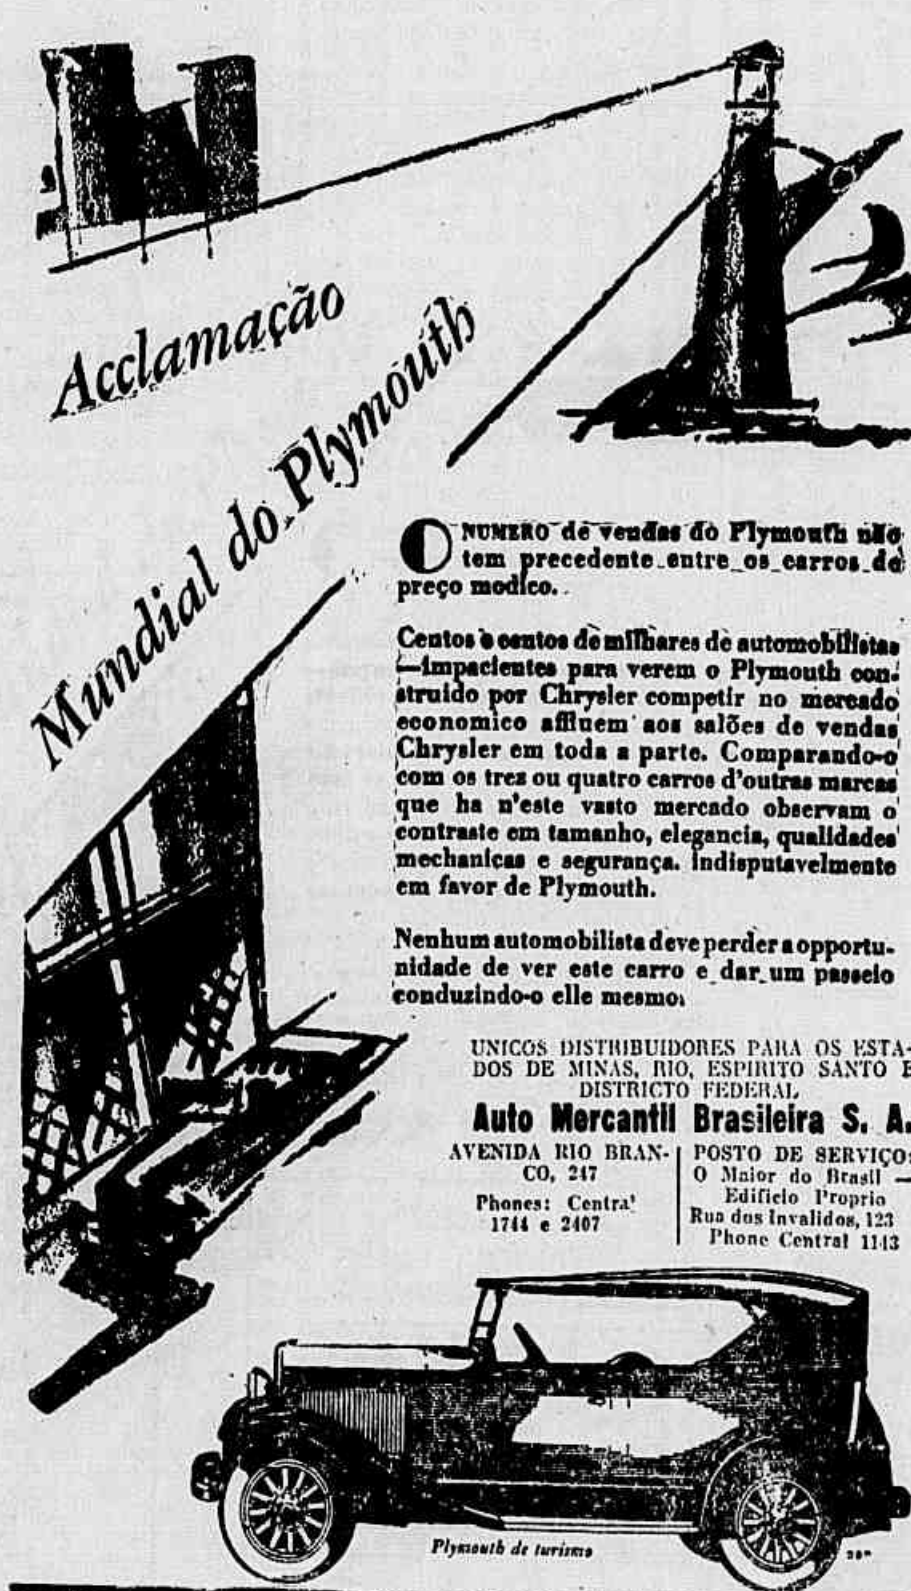 Acclamação
Mundial do Plymouth
O NUMERO de vendas do Plymouth não
tem precedente entre os carros de
preço modico.
Centos e centos de milhares de automobilistas
—impacientes para verem o Plymouth con-
struido por Chrysler competir no mercado
economico affluem aos salões de vendas
Chrysler em toda a parte. Comparando-o
com os tres ou quatro carros d'outras marcas
que ha n'este vasto mercado observam o
contraste em tamanho, elegancia, qualidades
mechanicas e segurança. Indisputavelmente
em favor de Plymouth.
Nenhum automobilista deve perder a opportu-
nidade de ver este carro e dar um passeio
conduzindo-o elle mesmo.
UNICOS DISTRIBUIDORES PARA OS ESTA-
DOS DE MINAS, RIO, ESPIRITO SANTO E
DISTRICTO FEDERAL
Auto Mercantil Brasileira S. A.
AVENIDA RIO BRAN-
CO, 247
Phones: Central
1744 e 2407
POSTO DE SERVIÇO:
O Maior do Brasil —
Edificio Proprio
Rua dos Invalidos, 123
Phone Central 1143
Plymouth de turismo